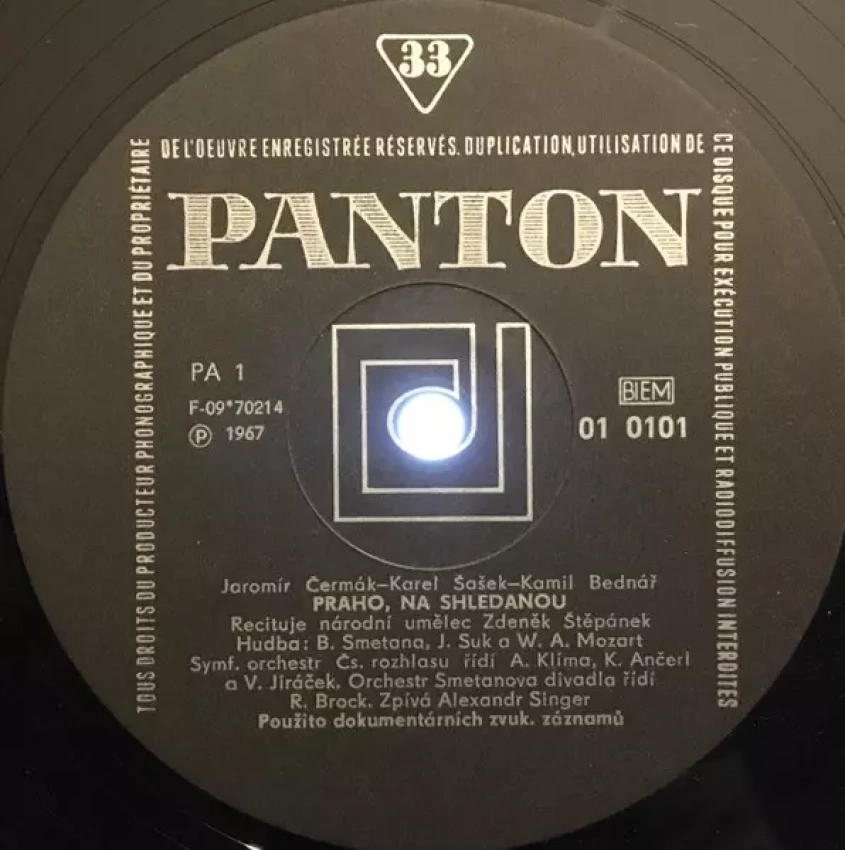 33
TOUS DROITS DU PRODUCTEUR PHONOGRAPHIQUE ET DU PROPRIÉTAIRE
DE L'OEUVRE ENREGISTRÉE RÉSERVÉS. DUPLICATION, UTILISATION DE
CE DISQUE POUR EXÉCUTION PUBLIQUE ET RADIODIFFUSION INTERDITES
PANTON
PA 1
F-09*70214
Ⓟ 1967
BIEM
01 0101
Jaromír Čermák–Karel Šašek–Kamil Bednář
PRAHO, NA SHLEDANOU
Recituje národní umělec Zdeněk Štěpánek
Hudba: B. Smetana, J. Suk a W. A. Mozart
Symf. orchestr Čs. rozhlasu řídí A. Klíma, K. Ančerl
a V. Jiráček. Orchestr Smetanova divadla řídí
R. Brock. Zpívá Alexandr Singer
Použito dokumentárních zvuk. záznamů